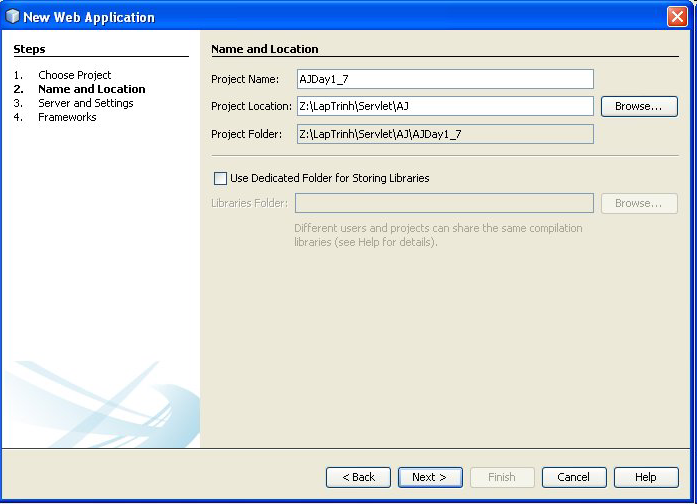 New Web Application
Steps
1. Choose Project
2. Name and Location
3. Server and Settings
4. Frameworks
Name and Location
Project Name: AJDay1_7
Project Location: Z:\LapTrinh\Servlet\AJ Browse...
Project Folder: Z:\LapTrinh\Servlet\AJ\AJDay1_7
Use Dedicated Folder for Storing Libraries
Libraries Folder: Browse...
Different users and projects can share the same compilation
libraries (see Help for details).
< Back Next > Finish Cancel Help